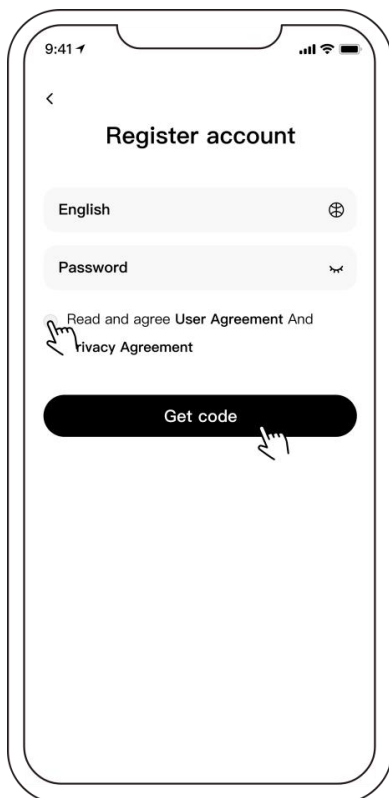 9:41
Register account
English
Password
Read and agree User Agreement And
rivacy Agreement
Get code